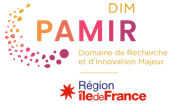 DIM
PAMIR
Domaine de Recherche
et d'Innovation Majeur
Région
îledeFrance